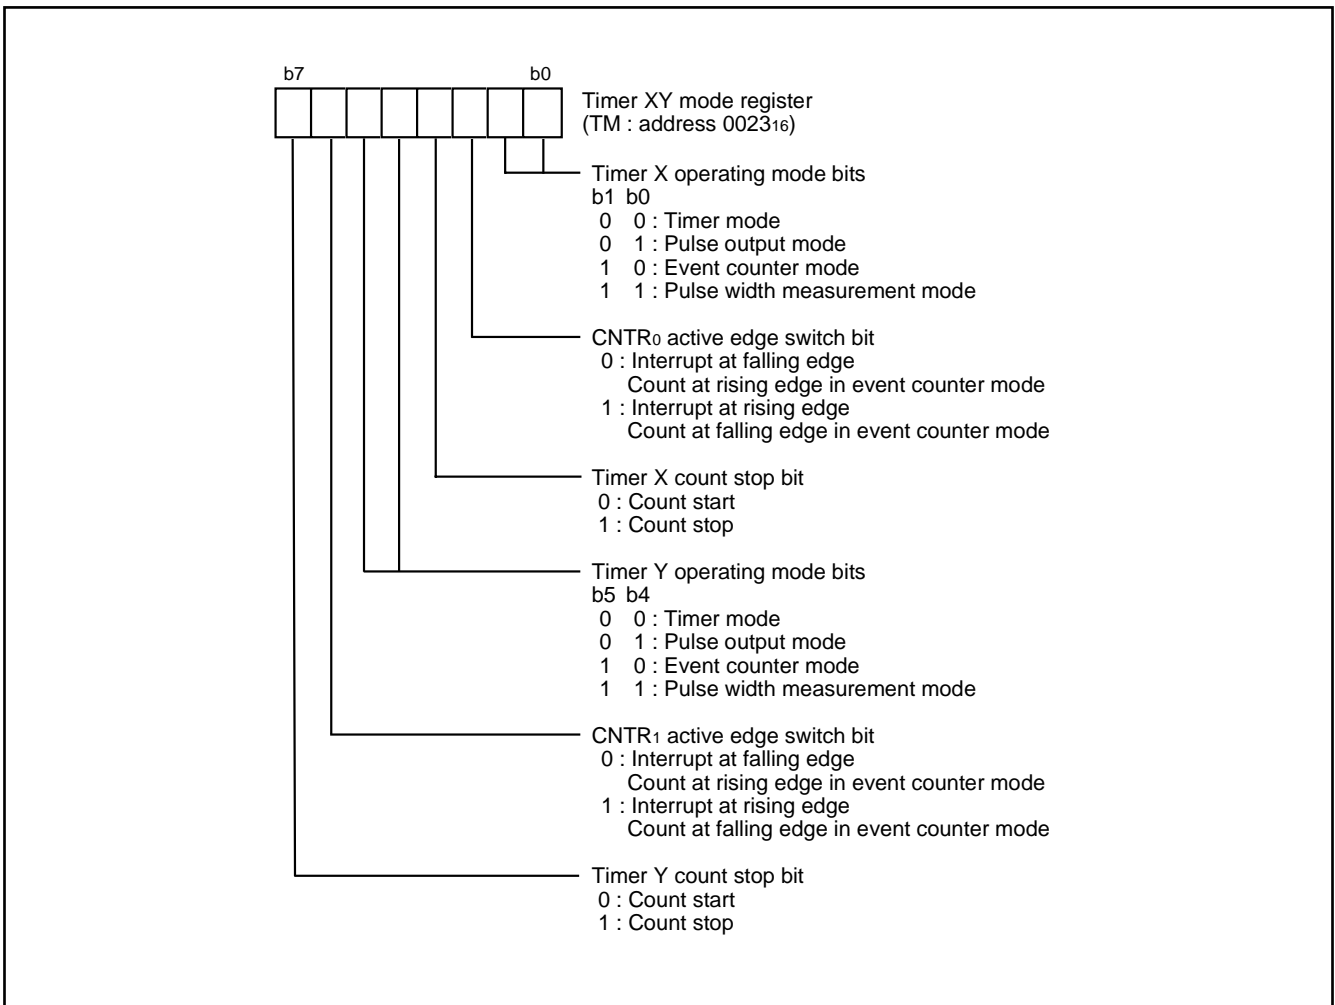 b7 b0
Timer XY mode register
(TM : address 002316)
Timer X operating mode bits
b1 b0
0 0 : Timer mode
0 1 : Pulse output mode
1 0 : Event counter mode
1 1 : Pulse width measurement mode
CNTR0 active edge switch bit
0 : Interrupt at falling edge
Count at rising edge in event counter mode
1 : Interrupt at rising edge
Count at falling edge in event counter mode
Timer X count stop bit
0 : Count start
1 : Count stop
Timer Y operating mode bits
b5 b4
0 0 : Timer mode
0 1 : Pulse output mode
1 0 : Event counter mode
1 1 : Pulse width measurement mode
CNTR1 active edge switch bit
0 : Interrupt at falling edge
Count at rising edge in event counter mode
1 : Interrupt at rising edge
Count at falling edge in event counter mode
Timer Y count stop bit
0 : Count start
1 : Count stop